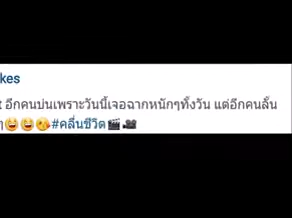 kes
t อีกคนบ่นเพราะวันนี้เจอฉากหนักๆทั้งวัน แต่อีกคนลั้น
ๆ😂😂😘#คลื่นชีวิต🎬🎥